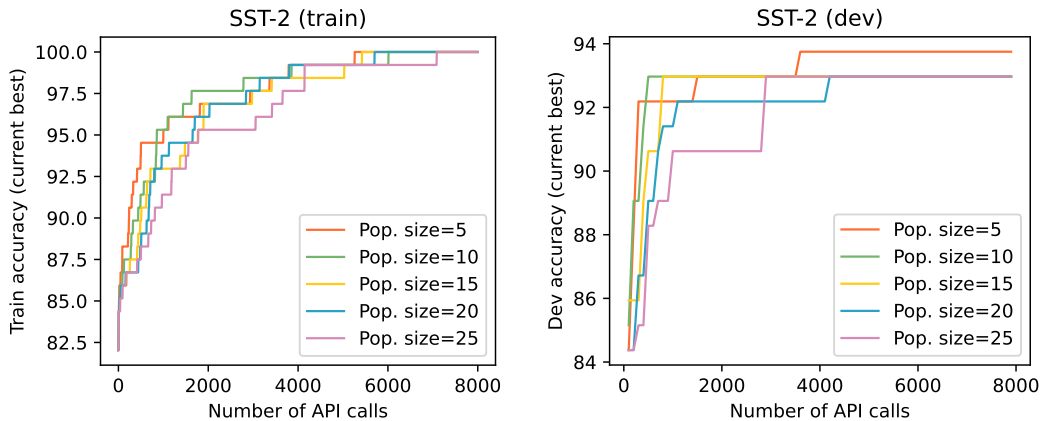 SST-2 (train)
Train accuracy (current best)
100.0
97.5
95.0
92.5
90.0
87.5
85.0
82.5
Pop. size=5
Pop. size=10
Pop. size=15
Pop. size=20
Pop. size=25
0 2000 4000 6000 8000
Number of API calls
SST-2 (dev)
Dev accuracy (current best)
94
92
90
88
86
84
Pop. size=5
Pop. size=10
Pop. size=15
Pop. size=20
Pop. size=25
0 2000 4000 6000 8000
Number of API calls